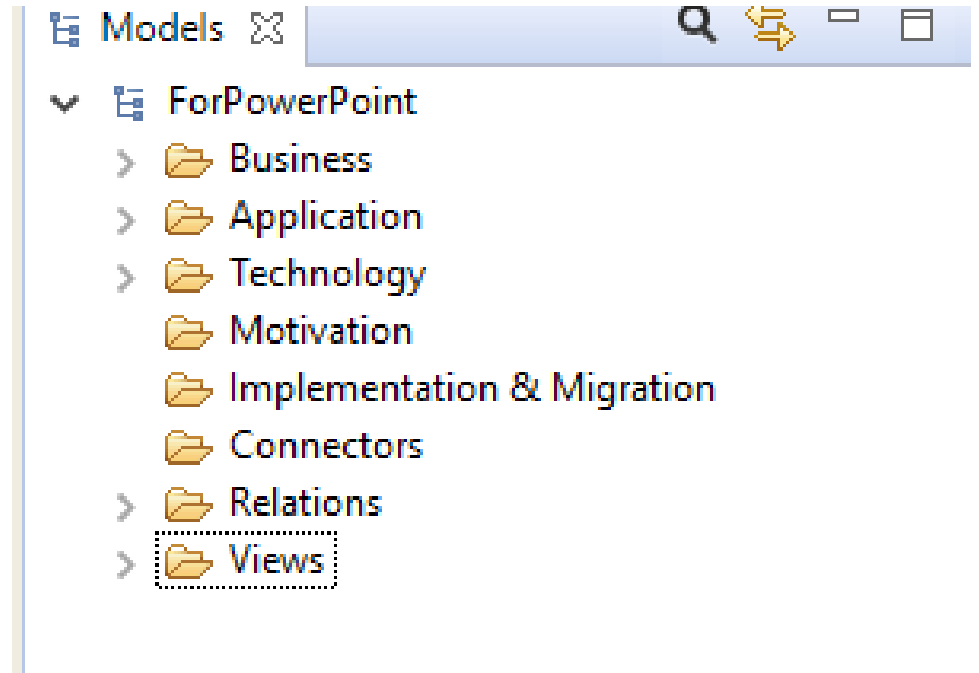 Models
ForPowerPoint
Business
Application
Technology
Motivation
Implementation & Migration
Connectors
Relations
Views